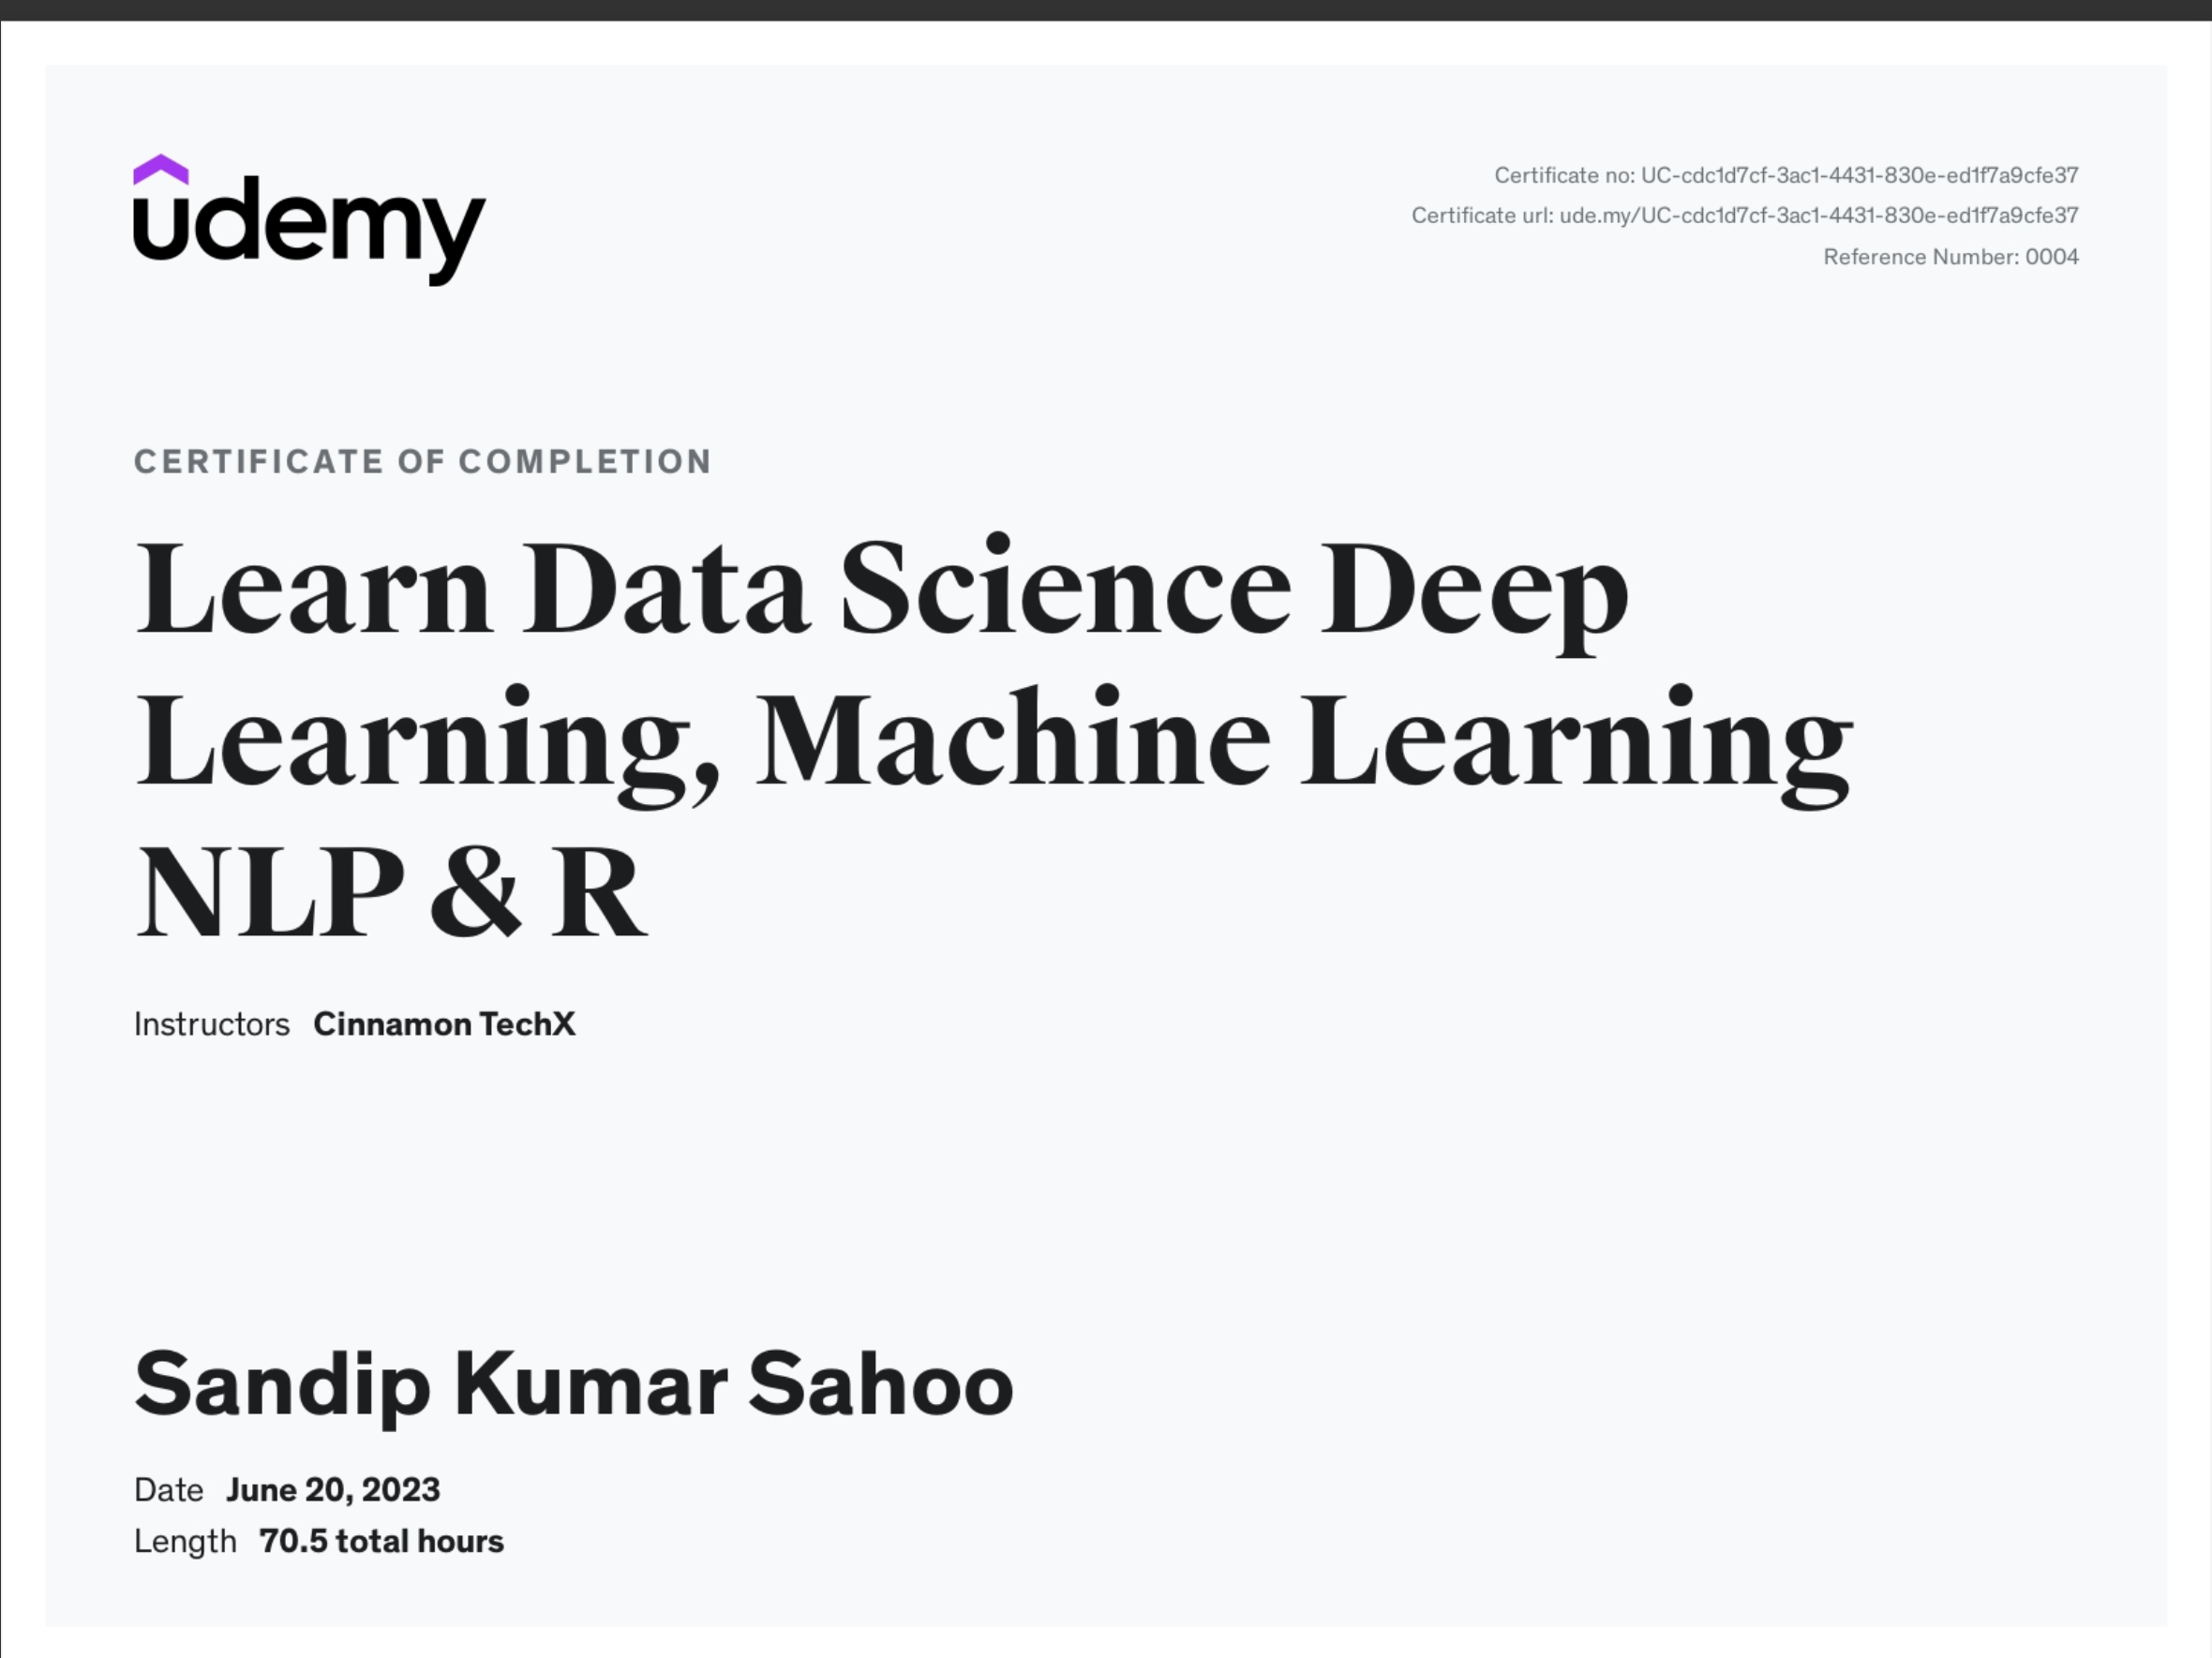 udemy
Certificate no: UC-cdc1d7cf-3ac1-4431-830e-ed1f7a9cfe37
Certificate url: ude.my/UC-cdc1d7cf-3ac1-4431-830e-ed1f7a9cfe37
Reference Number: 0004
CERTIFICATE OF COMPLETION
Learn Data Science Deep
Learning, Machine Learning
NLP & R
Instructors Cinnamon TechX
Sandip Kumar Sahoo
Date June 20, 2023
Length 70.5 total hours